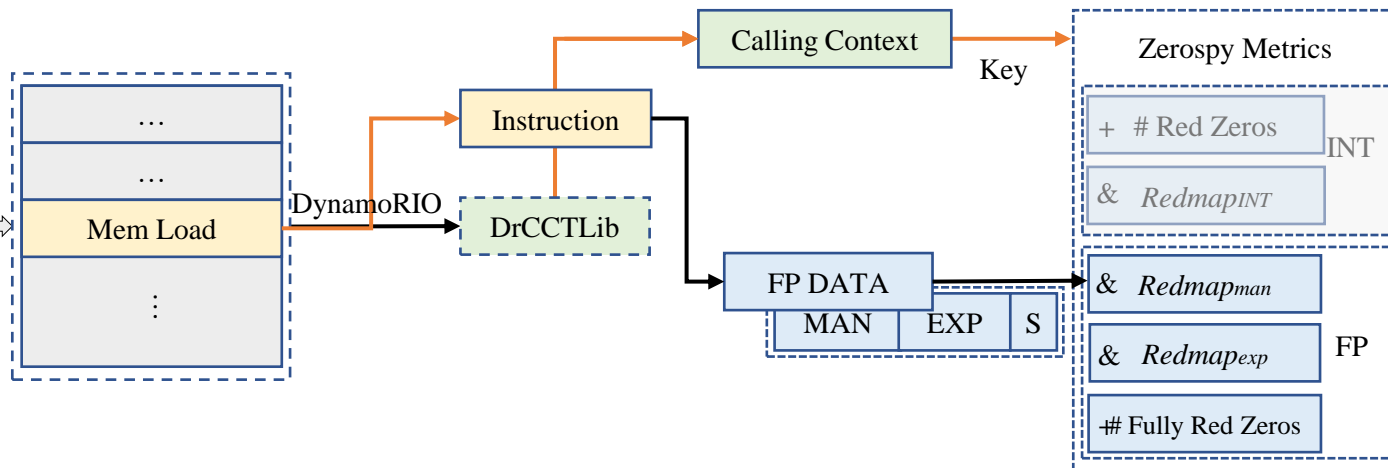 …
…
Mem Load
⋮
DynamoRIO
Instruction
DrCCTLib
Calling Context
Key
FP DATA
MAN EXP S
Zerospy Metrics
+ # Red Zeros
& RedmapINT
INT
& Redmapman
& Redmapexp
+# Fully Red Zeros
FP